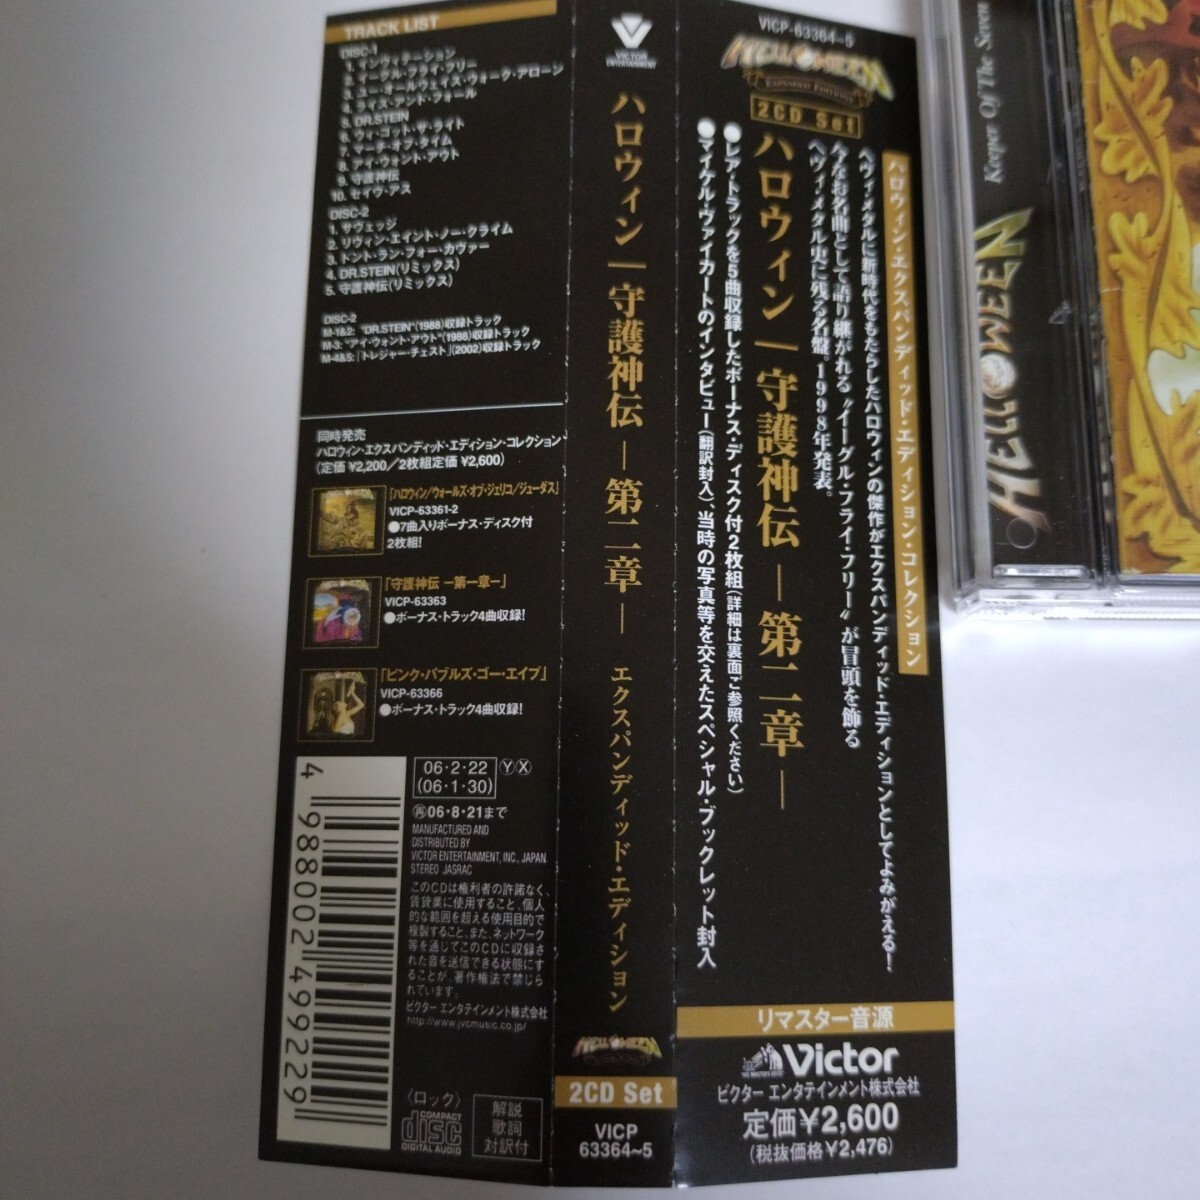 TRACK LIST
DISC-1
1. インヴィテーション
2. イーグル・フライ・フリー
3. ユー・オールウェイズ・ウォーク・アローン
4. ライズ・アンド・フォール
5. DR.STEIN
6. ウィ・ゴット・ザ・ライト
7. マーチ・オブ・タイム
8. アイ・ウォント・アウト
9. 守護神伝
10. セイヴ・アス
DISC-2
1. サヴェッジ
2. リヴィン・エイント・ノー・クライム
3. ドント・ラン・フォー・カヴァー
4. DR.STEIN(リミックス)
5. 守護神伝(リミックス)
DISC-2
M-1&2: "DR.STEIN"(1988)収録トラック
M-3: "アイ・ウォント・アウト"(1988)収録トラック
M-4&5:「トレジャー・チェスト」(2002)収録トラック
同時発売
ハロウィン・エクスパンディッド・エディション・コレクション
(定価 ¥2,200/2枚組定価 ¥2,600)
「ハロウィン/ウォールズ・オブ・ジェリコ/ジューダス」
VICP-63361-2
●7曲入りボーナス・ディスク付
2枚組!
「守護神伝 ー第一章ー」
VICP-63363
●ボーナス・トラック4曲収録!
「ピンク・バブルズ・ゴー・エイプ」
VICP-63366
●ボーナス・トラック4曲収録!
4 988002 499229
06・2・22 ⓎⓍ
(06・1・30)
㊞06・8・21まで
MANUFACTURED AND
DISTRIBUTED BY
VICTOR ENTERTAINMENT, INC., JAPAN.
STEREO JASRAC
このCDは権利者の許諾なく、
賃貸業に使用すること、個人
的な範囲を超える使用目的で
複製すること、また、ネットワーク
等を通じてこのCDに収録さ
れた音を送信できる状態にす
ることが、著作権法で禁じら
れています。
ビクター エンタテインメント株式会社
http://www.jvcmusic.co.jp/
〈ロック〉
COMPACT
disc
DIGITAL AUDIO
解説
歌詞
対訳付
VICTOR
ENTERTAINMENT
ハロウィン|守護神伝 ー第二章ー エクスパンディッド・エディション
HELLOWEEN
2CD Set
VICP
63364~5
VICP-63364~5
HELLOWEEN
EXPANDED EDITION
2CD Set
ハロウィン・エクスパンディッド・エディション・コレクション
ヘヴィ・メタルに新時代をもたらしたハロウィンの傑作がエクスパンディッド・エディションとしてよみがえる!
今なお名曲として語り継がれる〝イーグル・フライ・フリー〟が冒頭を飾る
ヘヴィ・メタル史に残る名盤。1998年発表。
ハロウィン|守護神伝 ー第二章ー
●レア・トラックを5曲収録したボーナス・ディスク付2枚組(詳細は裏面ご参照ください)
●マイケル・ヴァイカートのインタビュー(翻訳封入)、当時の写真等を交えたスペシャル・ブックレット封入
リマスター音源
Victor
ビクター エンタテインメント株式会社
定価¥2,600
(税抜価格¥2,476)
HELLOWEEN
Keeper Of The Seven